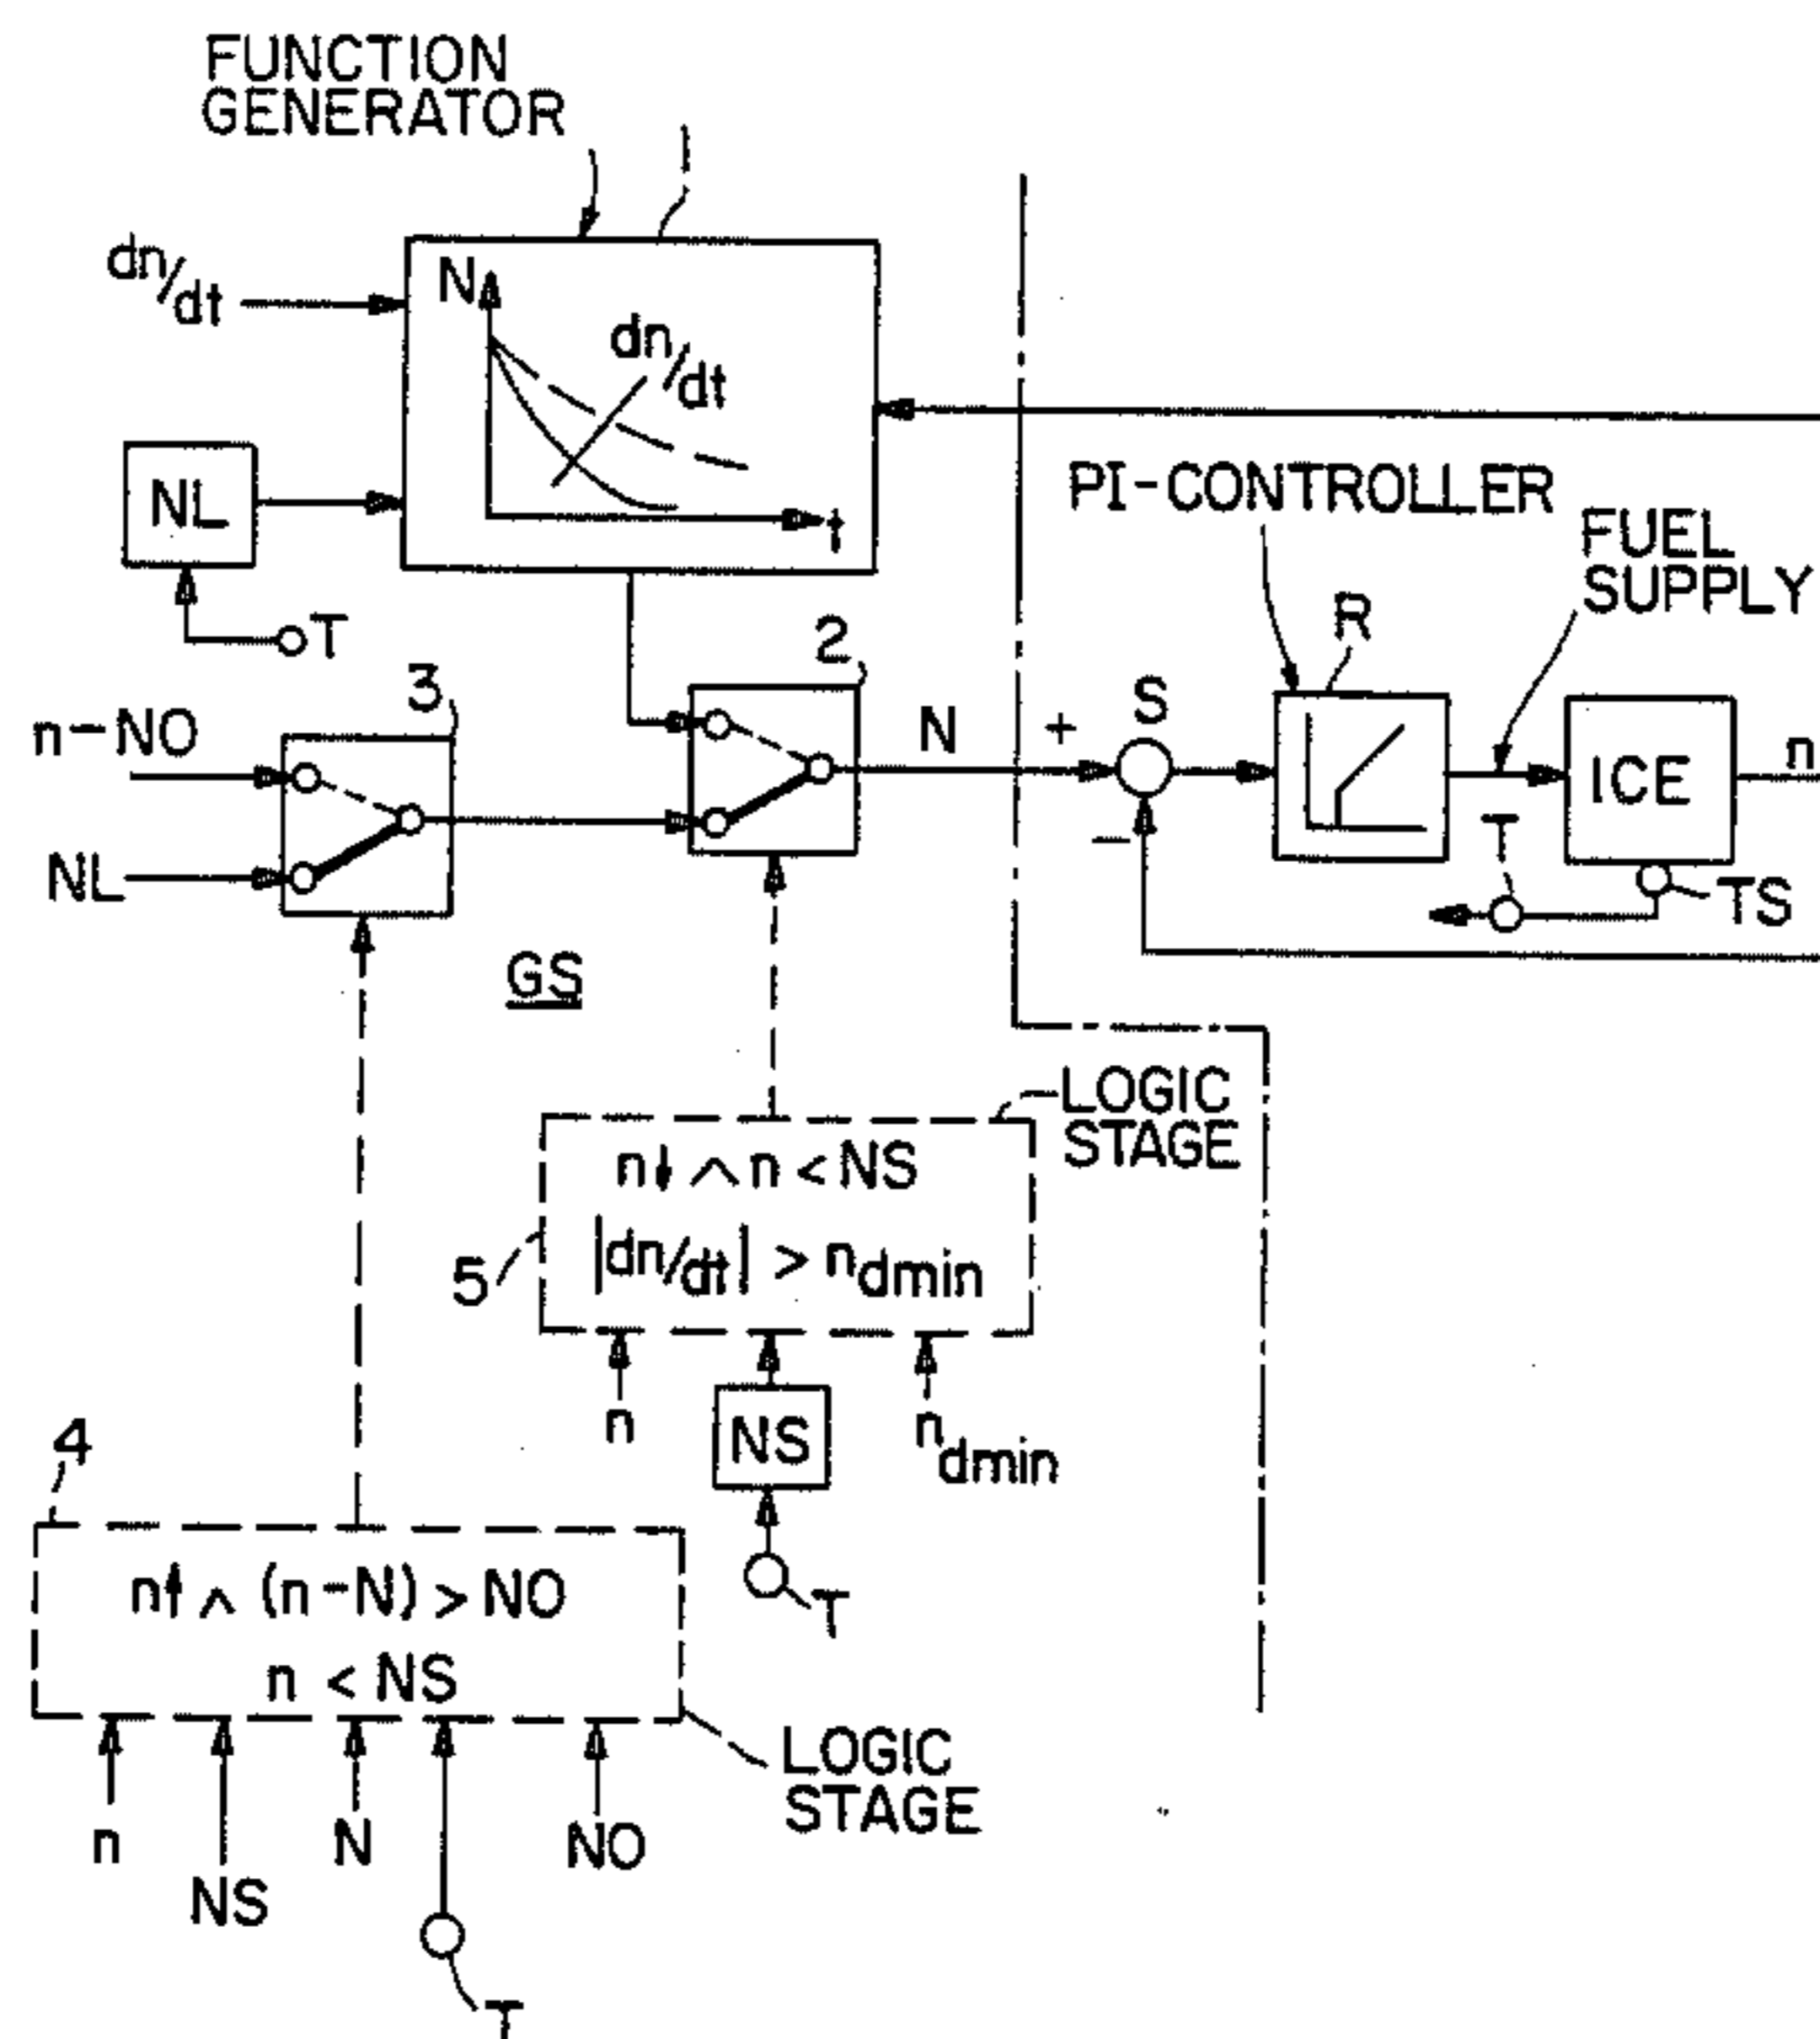 FUNCTION
GENERATOR
dn/dt
N
dn/dt
t
NL
T
PI-CONTROLLER
FUEL
SUPPLY
R
2
3
n-NO
NL
N
+
S
−
ICE
n
T
TS
GS
LOGIC
STAGE
n↓ ∧ n < NS
|dn/dt| > ndmin
5
n
NS
ndmin
T
4
n↑ ∧ (n-N) > NO
n < NS
LOGIC
STAGE
n
NS
N
NO
T